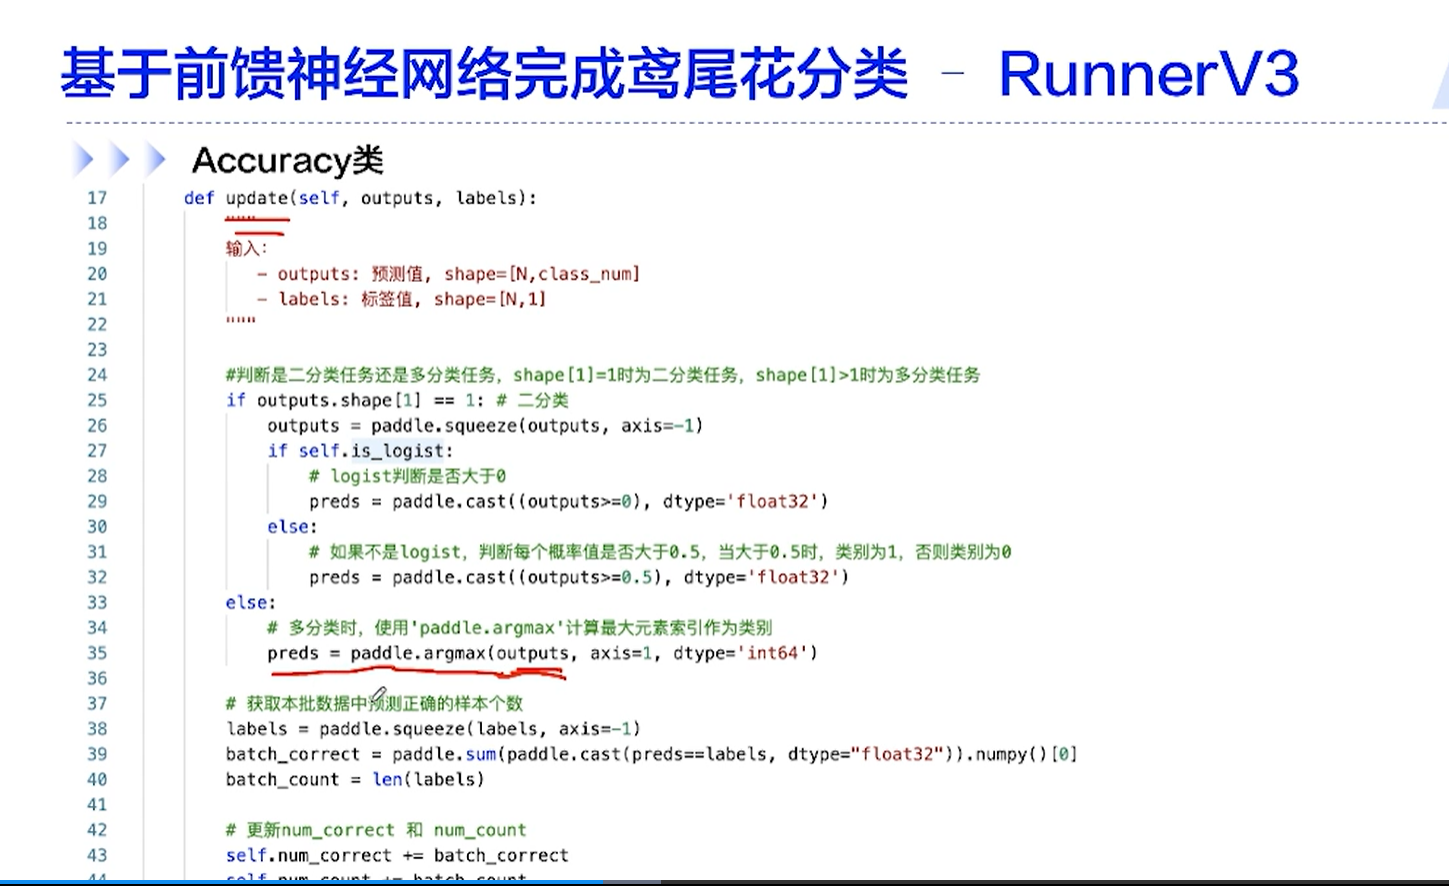 基于前馈神经网络完成鸢尾花分类 - RunnerV3
Accuracy类
17 def update(self, outputs, labels):
18 """
19 输入:
20 - outputs: 预测值, shape=[N,class_num]
21 - labels: 标签值, shape=[N,1]
22 """
23
24 #判断是二分类任务还是多分类任务，shape[1]=1时为二分类任务，shape[1]>1时为多分类任务
25 if outputs.shape[1] == 1: # 二分类
26 outputs = paddle.squeeze(outputs, axis=-1)
27 if self.is_logist:
28 # logist判断是否大于0
29 preds = paddle.cast((outputs>=0), dtype='float32')
30 else:
31 # 如果不是logist，判断每个概率值是否大于0.5，当大于0.5时，类别为1，否则类别为0
32 preds = paddle.cast((outputs>=0.5), dtype='float32')
33 else:
34 # 多分类时，使用'paddle.argmax'计算最大元素索引作为类别
35 preds = paddle.argmax(outputs, axis=1, dtype='int64')
36
37 # 获取本批数据中预测正确的样本个数
38 labels = paddle.squeeze(labels, axis=-1)
39 batch_correct = paddle.sum(paddle.cast(preds==labels, dtype="float32")).numpy()[0]
40 batch_count = len(labels)
41
42 # 更新num_correct 和 num_count
43 self.num_correct += batch_correct
44 self.num_count += batch_count